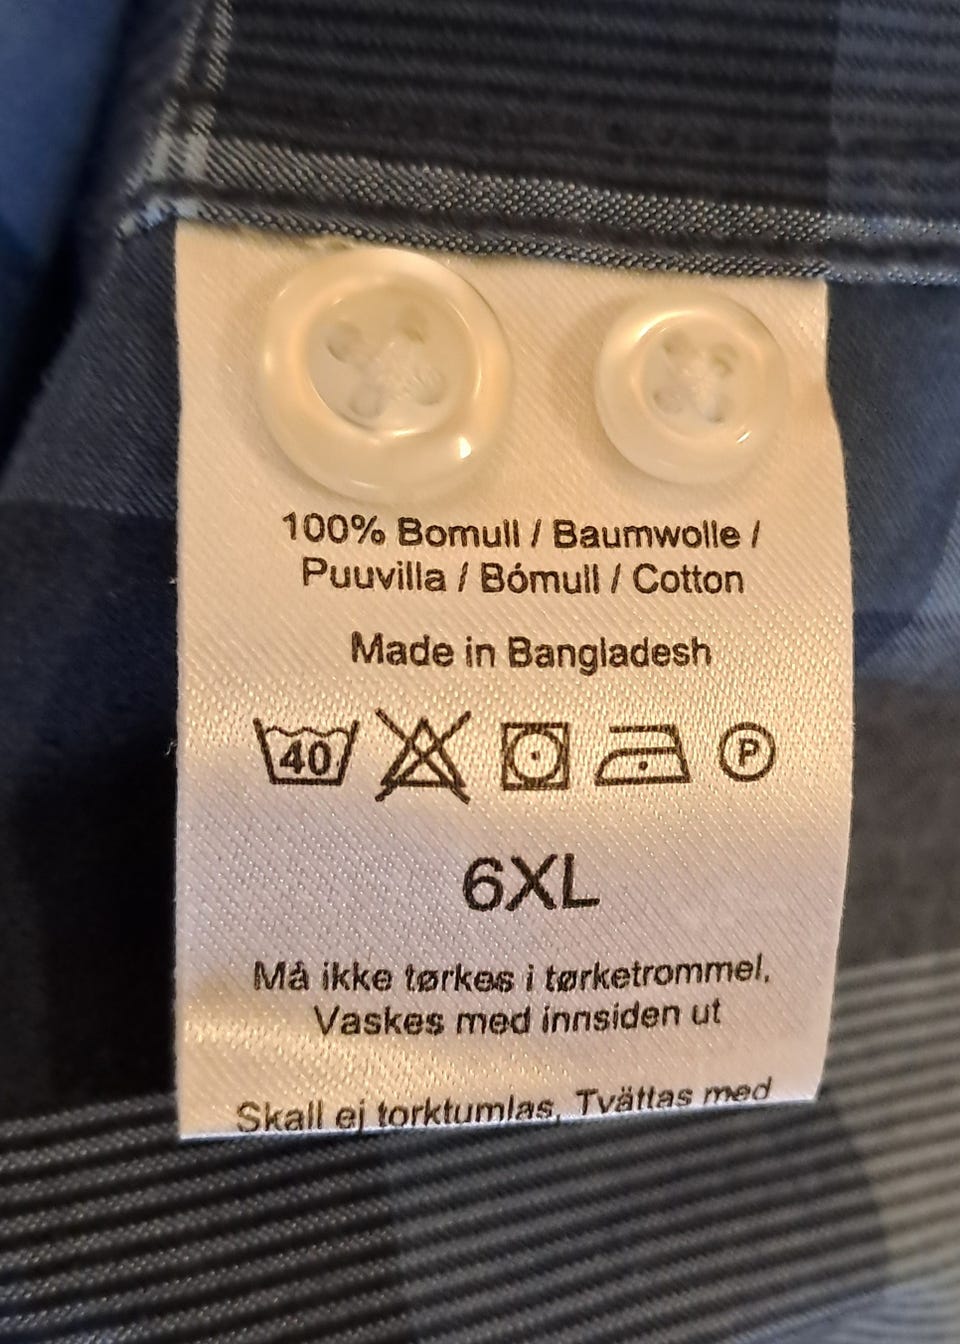 100% Bomull / Baumwolle /
Puuvilla / Bómull / Cotton
Made in Bangladesh
40 P
6XL
Må ikke tørkes i tørketrommel,
Vaskes med innsiden ut
Skall ej torktumlas, Tvättas med